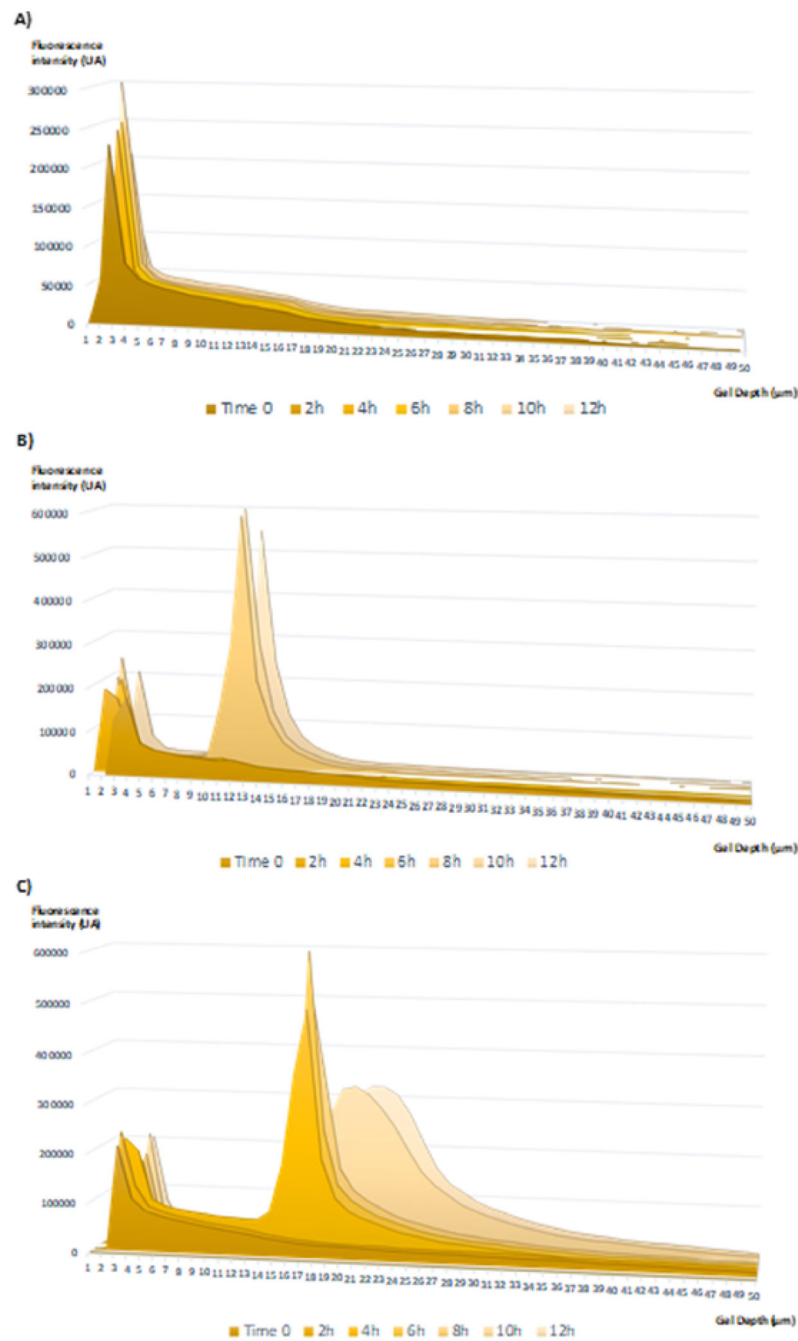 A)
Fluorescence
intensity (UA)
300000
250000
200000
150000
100000
50000
0
1 2 3 4 5 6 7 8 9 10 11 12 13 14 15 16 17 18 19 20 21 22 23 24 25 26 27 28 29 30 31 32 33 34 35 36 37 38 39 40 41 42 43 44 45 46 47 48 49 50
Gel Depth (µm)
Time 0 2h 4h 6h 8h 10h 12h
B)
Fluorescence
intensity (UA)
600000
500000
400000
300000
200000
100000
0
1 2 3 4 5 6 7 8 9 10 11 12 13 14 15 16 17 18 19 20 21 22 23 24 25 26 27 28 29 30 31 32 33 34 35 36 37 38 39 40 41 42 43 44 45 46 47 48 49 50
Gel Depth (µm)
Time 0 2h 4h 6h 8h 10h 12h
C)
Fluorescence
intensity (UA)
600000
500000
400000
300000
200000
100000
0
1 2 3 4 5 6 7 8 9 10 11 12 13 14 15 16 17 18 19 20 21 22 23 24 25 26 27 28 29 30 31 32 33 34 35 36 37 38 39 40 41 42 43 44 45 46 47 48 49 50
Gel Depth (µm)
Time 0 2h 4h 6h 8h 10h 12h